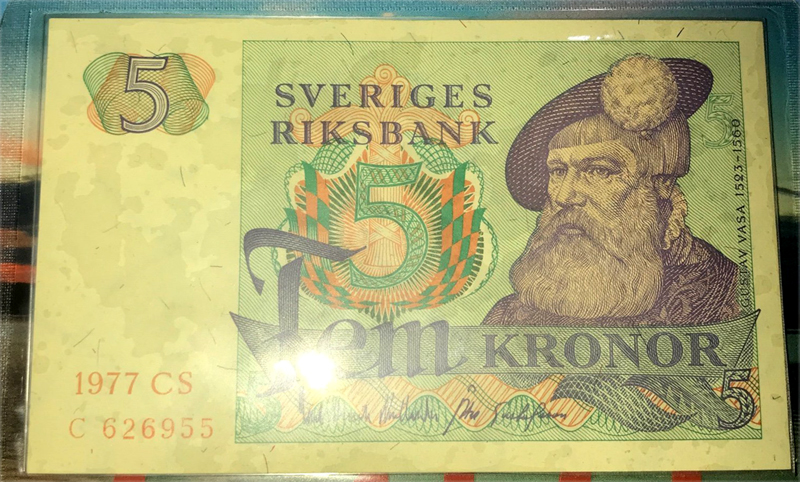 5
SVERIGES
RIKSBANK
5
5
GUSTAV VASA 1523-1560
Fem KRONOR
1977 CS
C 626955
5